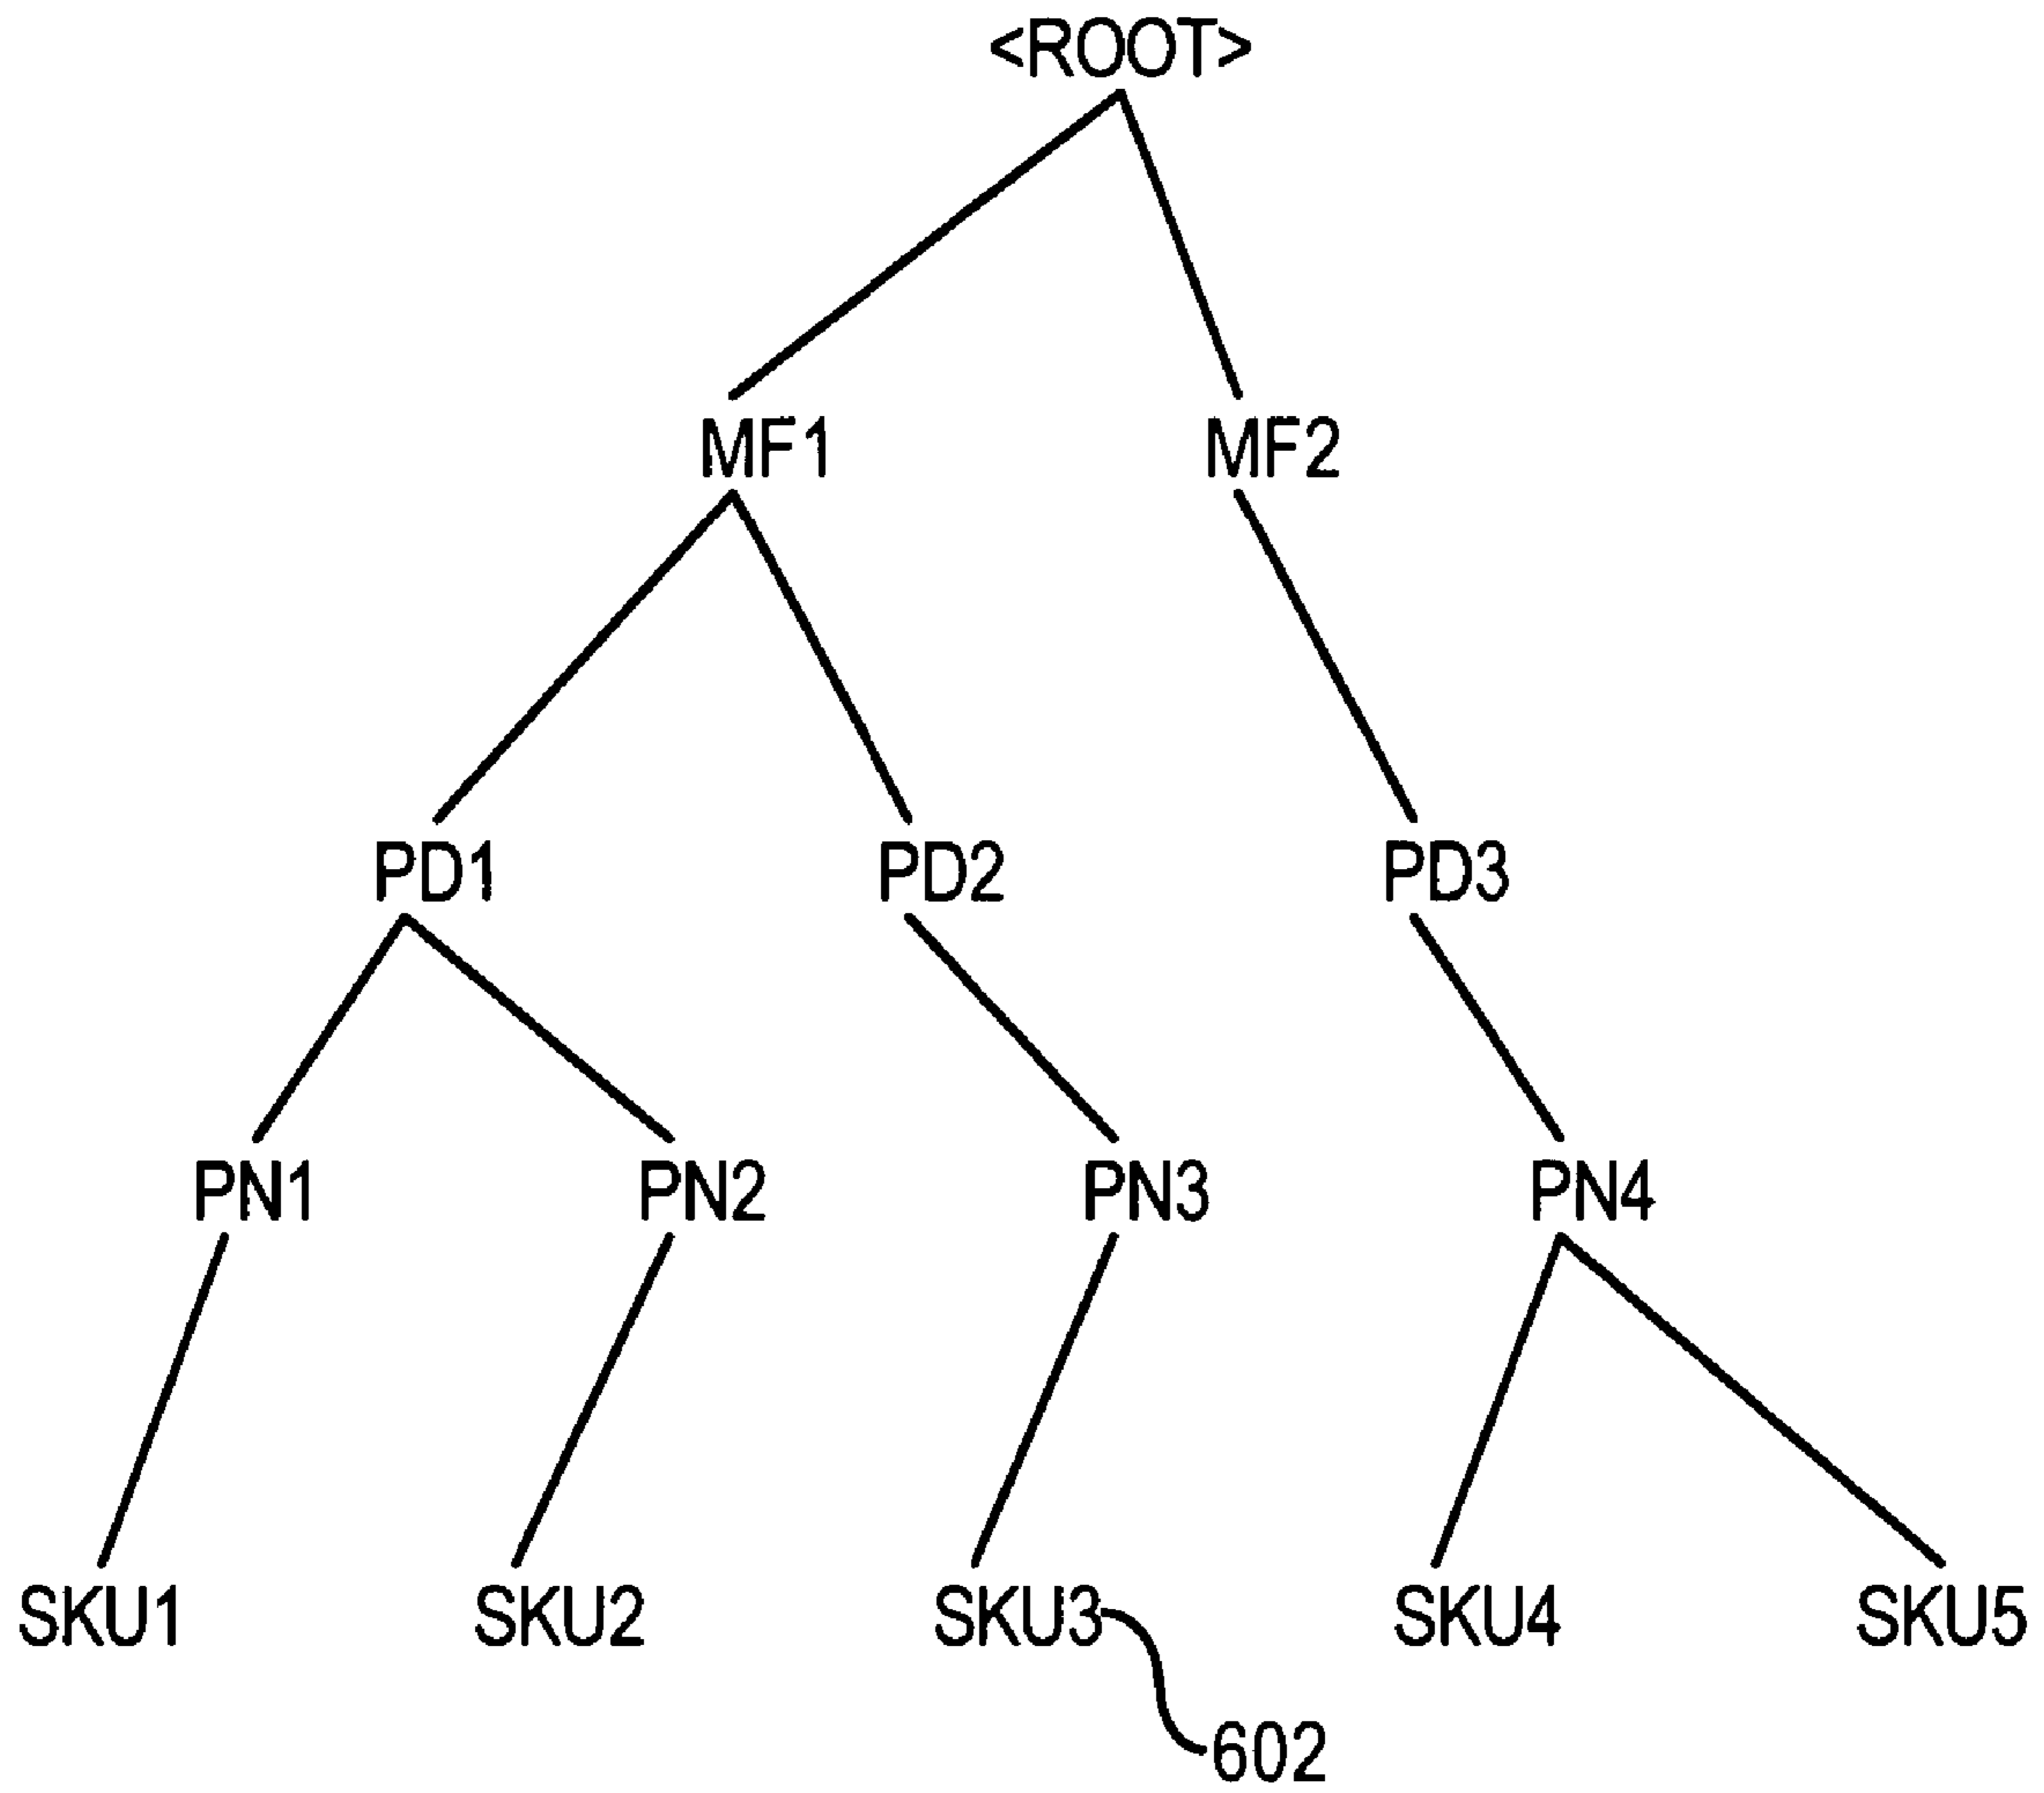 <ROOT>
MF1 MF2
PD1 PD2 PD3
PN1 PN2 PN3 PN4
SKU1 SKU2 SKU3 SKU4 SKU5
602